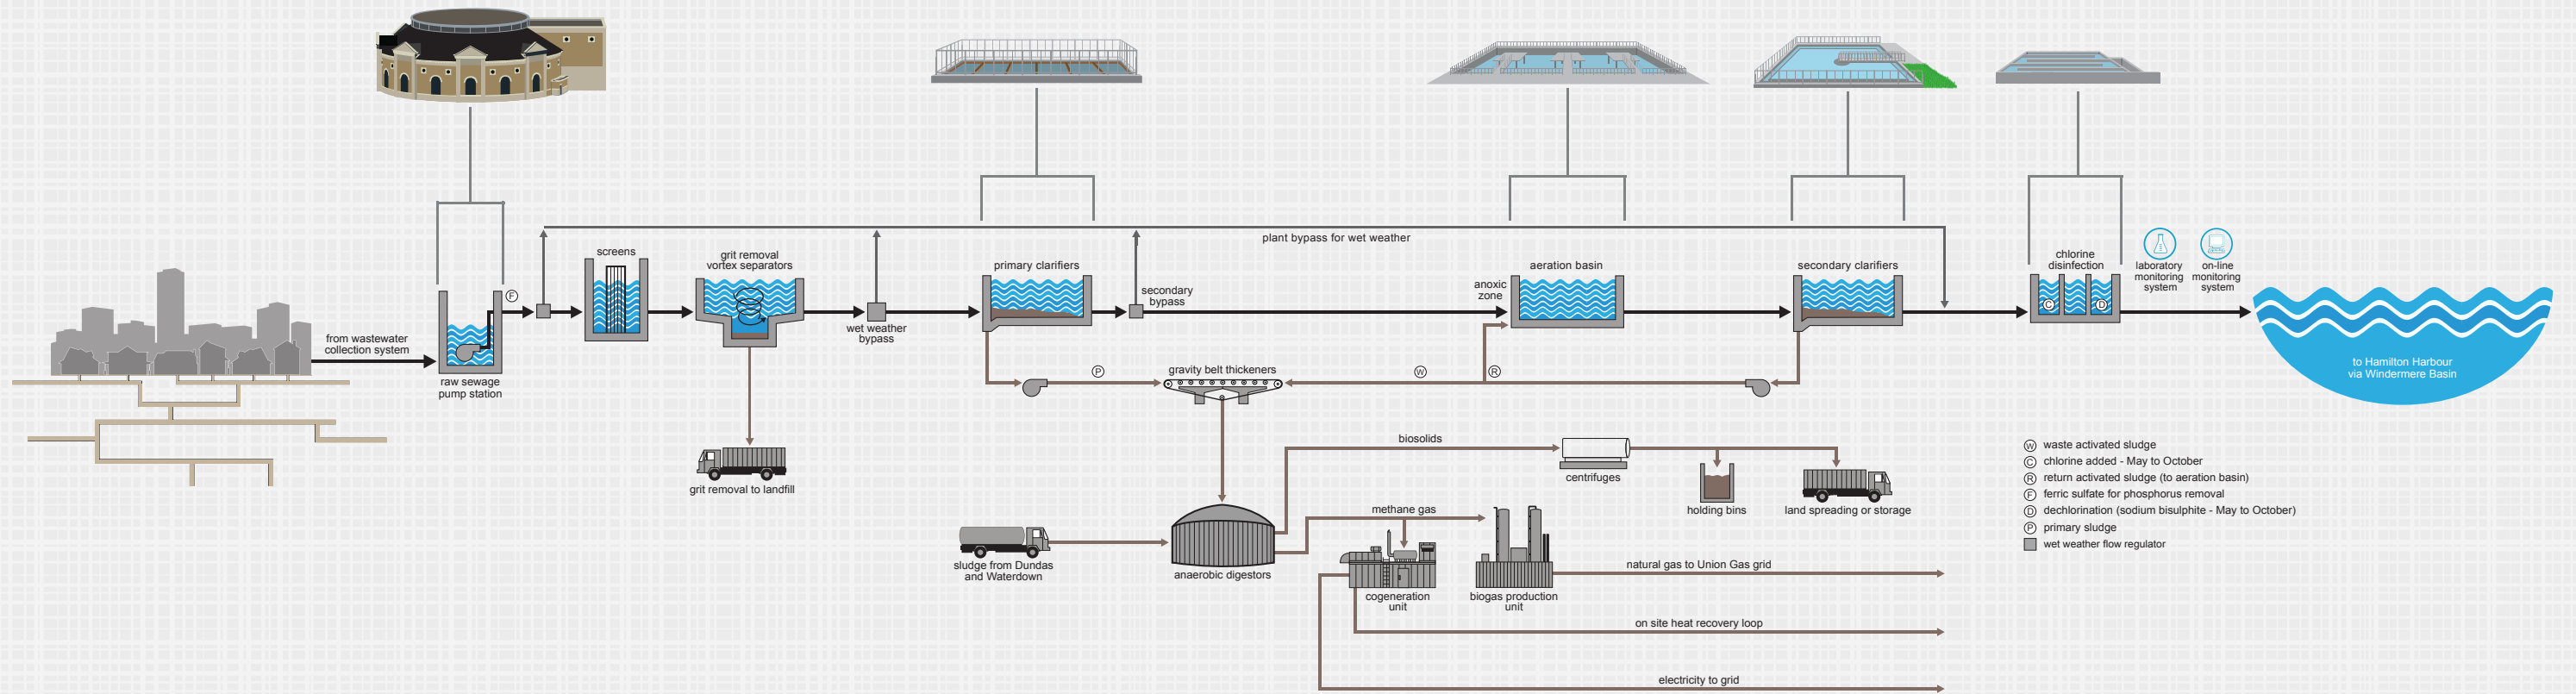 plant bypass for wet weather
screens
grit removal
vortex separators
primary clarifiers
aeration basin
secondary clarifiers
chlorine
disinfection
laboratory
monitoring
system
on-line
monitoring
system
F
secondary
bypass
anoxic
zone
C
D
from wastewater
collection system
wet weather
bypass
to Hamilton Harbour
via Windermere Basin
raw sewage
pump station
P
gravity belt thickeners
W
R
biosolids
centrifuges
grit removal to landfill
holding bins
land spreading or storage
methane gas
sludge from Dundas
and Waterdown
anaerobic digestors
cogeneration
unit
biogas production
unit
natural gas to Union Gas grid
on site heat recovery loop
electricity to grid
W waste activated sludge
C chlorine added - May to October
R return activated sludge (to aeration basin)
F ferric sulfate for phosphorus removal
D dechlorination (sodium bisulphite - May to October)
P primary sludge
wet weather flow regulator